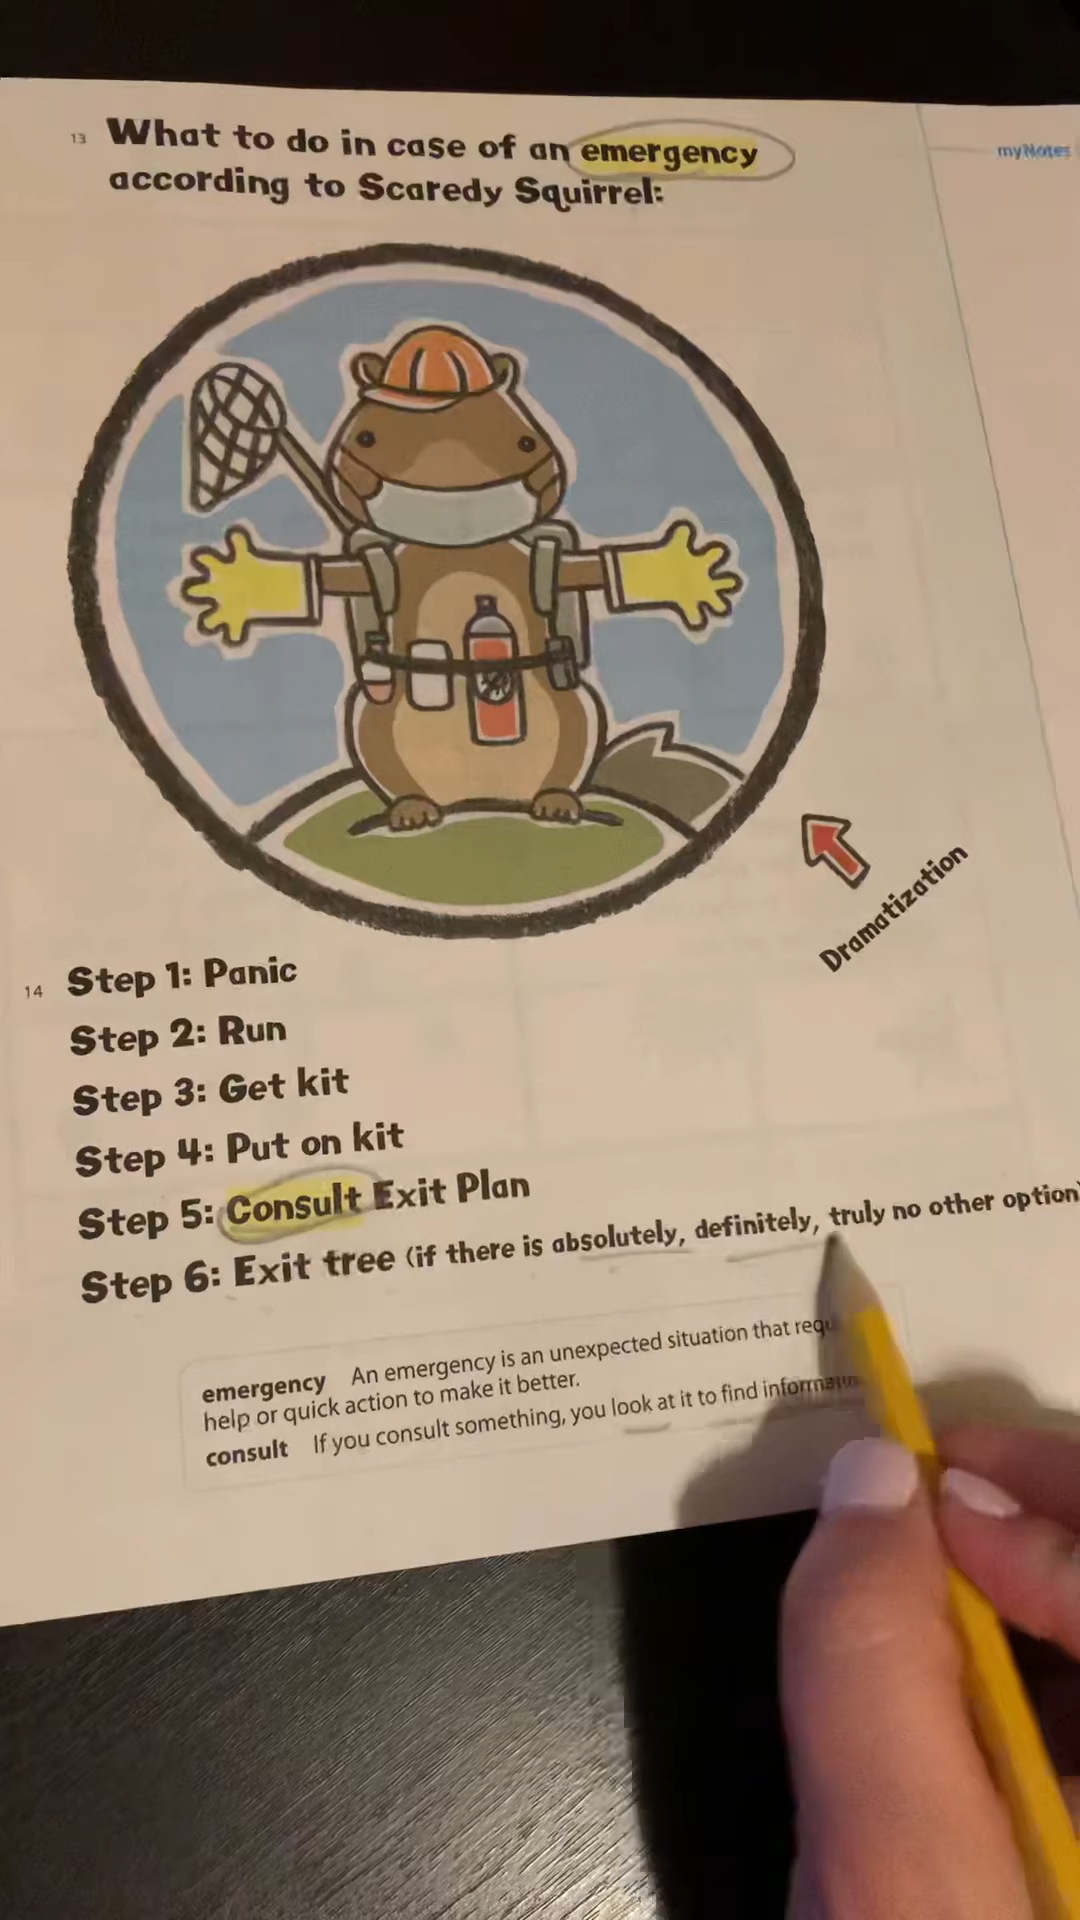 13 What to do in case of an emergency
myNotes
according to Scaredy Squirrel:
Dramatization
14 Step 1: Panic
Step 2: Run
Step 3: Get kit
Step 4: Put on kit
Step 5: Consult Exit Plan
Step 6: Exit tree (if there is absolutely, definitely, truly no other option)
emergency An emergency is an unexpected situation that
help or quick action to make it better.
consult If you consult something, you look at it to find